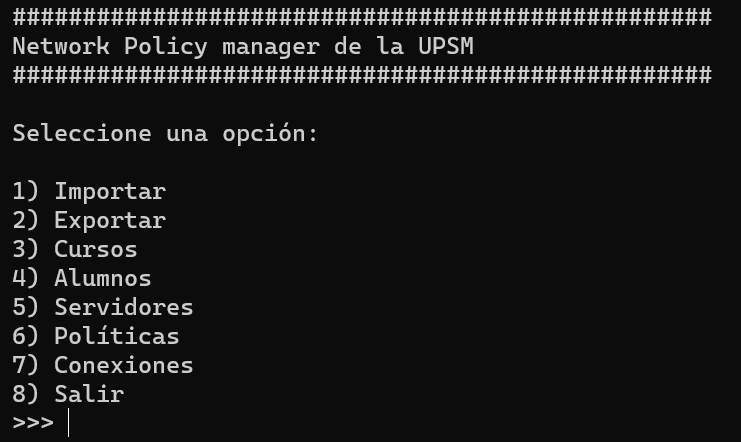 ##################################################
Network Policy manager de la UPSM
##################################################
Seleccione una opción:
1) Importar
2) Exportar
3) Cursos
4) Alumnos
5) Servidores
6) Políticas
7) Conexiones
8) Salir
>>>